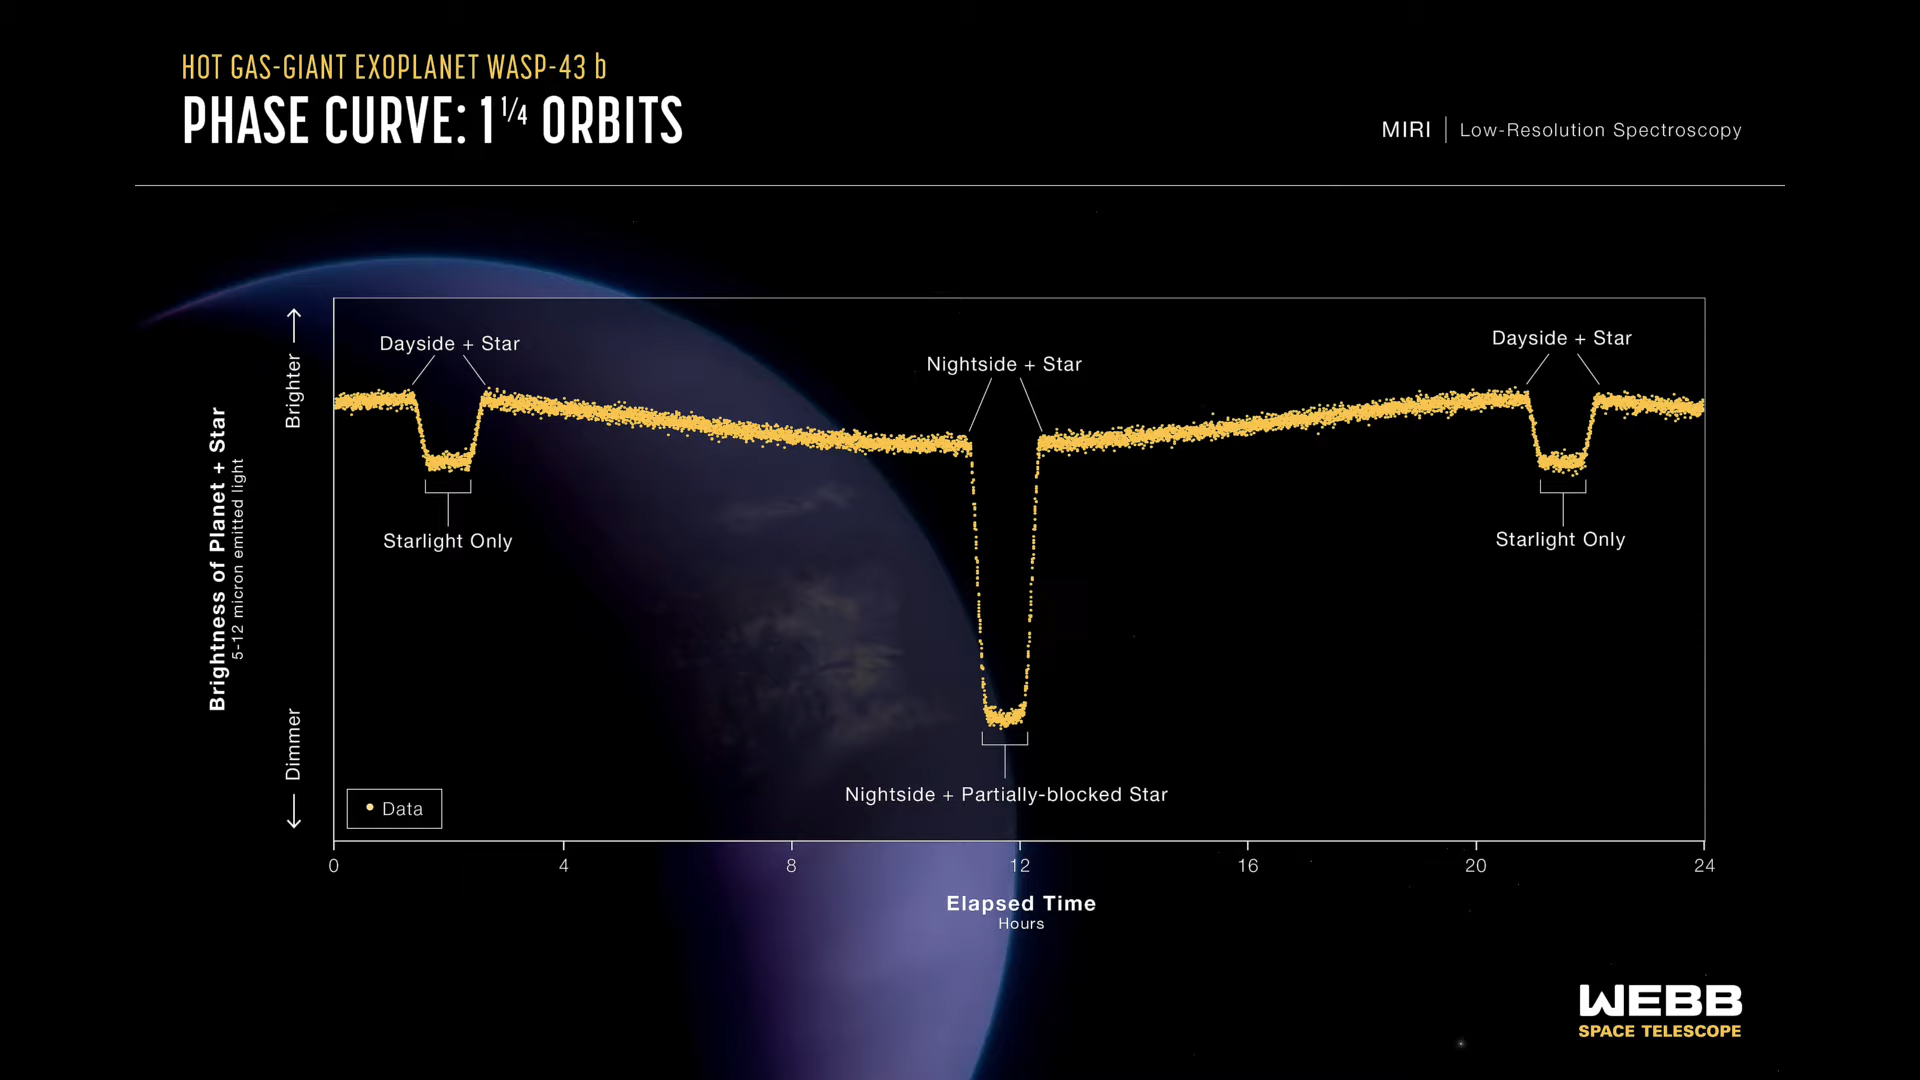 HOT GAS-GIANT EXOPLANET WASP-43 b
PHASE CURVE: 1 1/4 ORBITS
MIRI | Low-Resolution Spectroscopy
Brighter
Dimmer
Brightness of Planet + Star
5-12 micron emitted light
Dayside + Star
Starlight Only
Nightside + Star
Nightside + Partially-blocked Star
Dayside + Star
Starlight Only
Data
0 4 8 12 16 20 24
Elapsed Time
Hours
WEBB
SPACE TELESCOPE